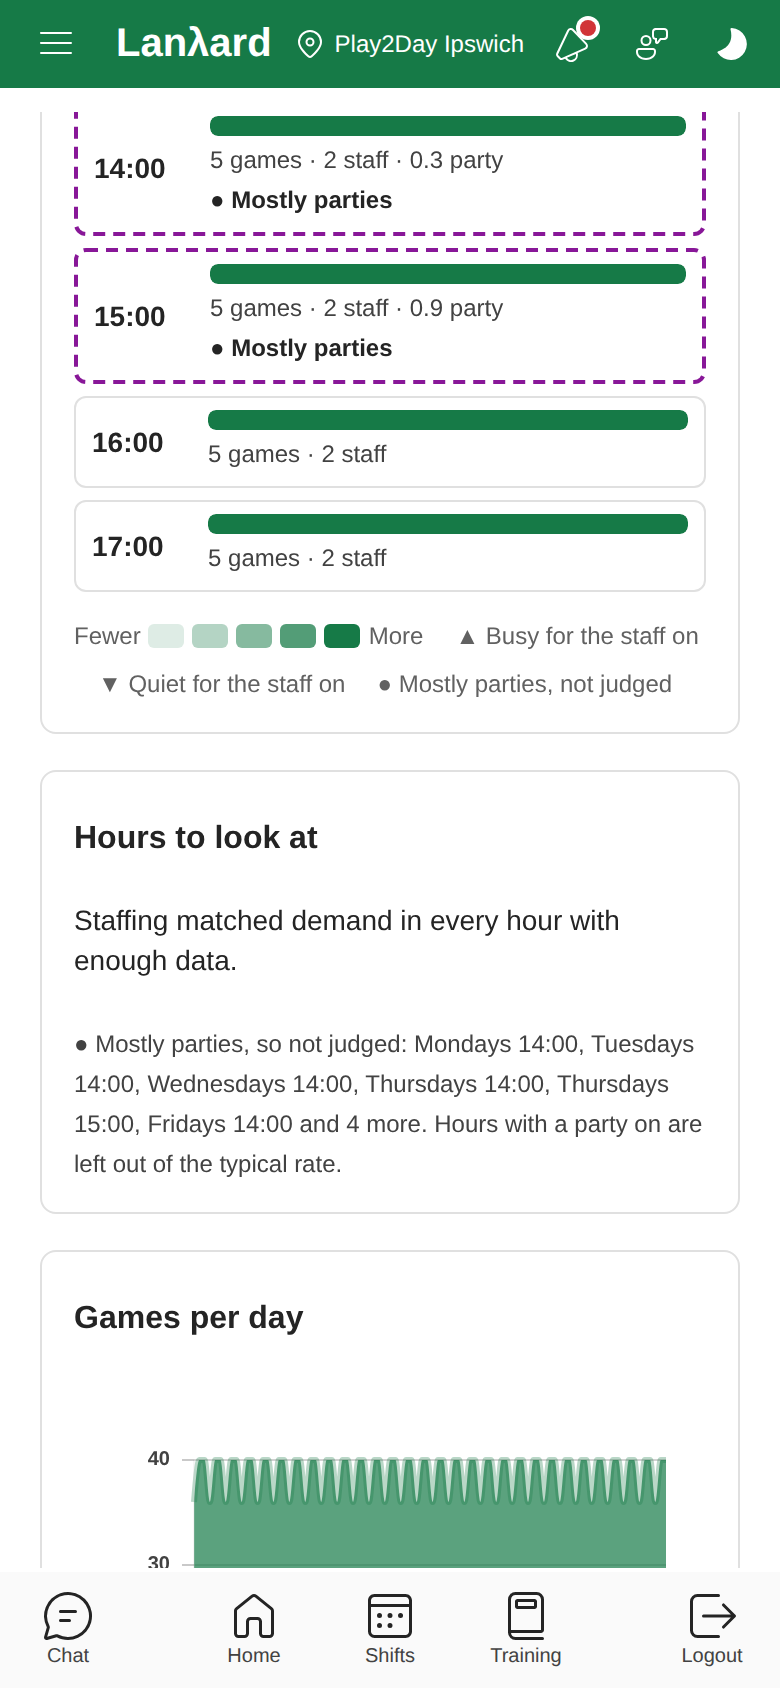 Lanλard
Play2Day Ipswich
14:00
5 games · 2 staff · 0.3 party
● Mostly parties
15:00
5 games · 2 staff · 0.9 party
● Mostly parties
16:00
5 games · 2 staff
17:00
5 games · 2 staff
Fewer More ▲ Busy for the staff on
▼ Quiet for the staff on ● Mostly parties, not judged
Hours to look at
Staffing matched demand in every hour with
enough data.
● Mostly parties, so not judged: Mondays 14:00, Tuesdays
14:00, Wednesdays 14:00, Thursdays 14:00, Thursdays
15:00, Fridays 14:00 and 4 more. Hours with a party on are
left out of the typical rate.
Games per day
40
30
Chat Home Shifts Training Logout